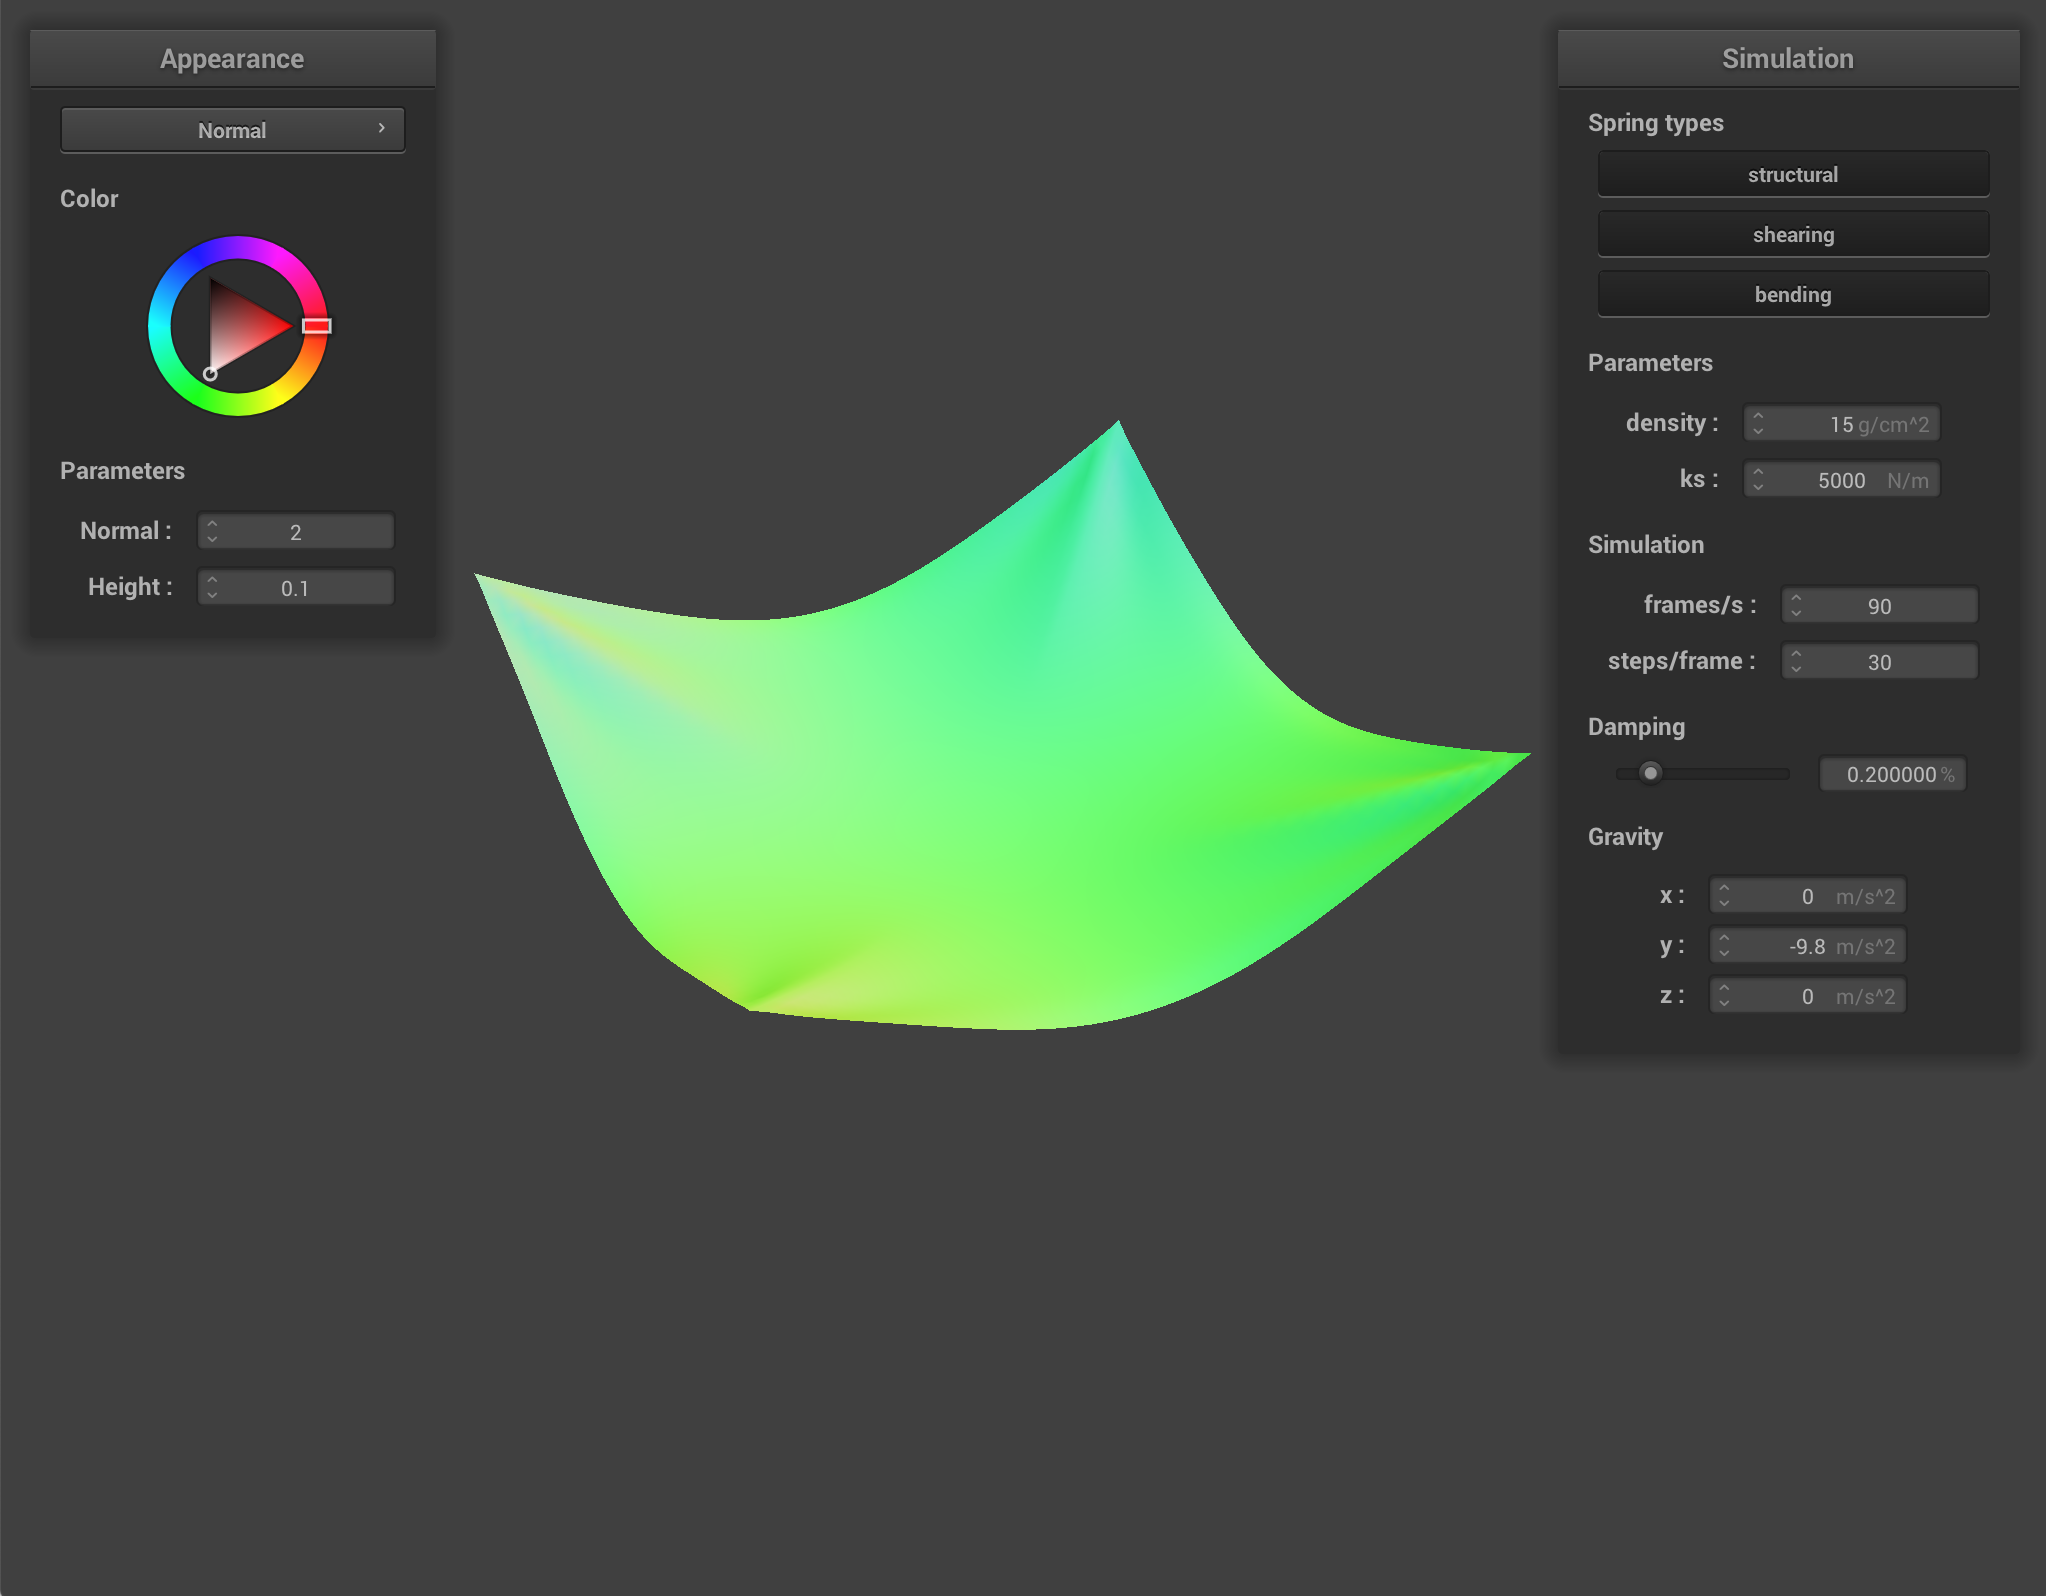 Appearance
Normal
Color
Parameters
Normal : 2
Height : 0.1
Simulation
Spring types
structural
shearing
bending
Parameters
density : 15 g/cm^2
ks : 5000 N/m
Simulation
frames/s : 90
steps/frame : 30
Damping
0.200000 %
Gravity
x : 0 m/s^2
y : -9.8 m/s^2
z : 0 m/s^2